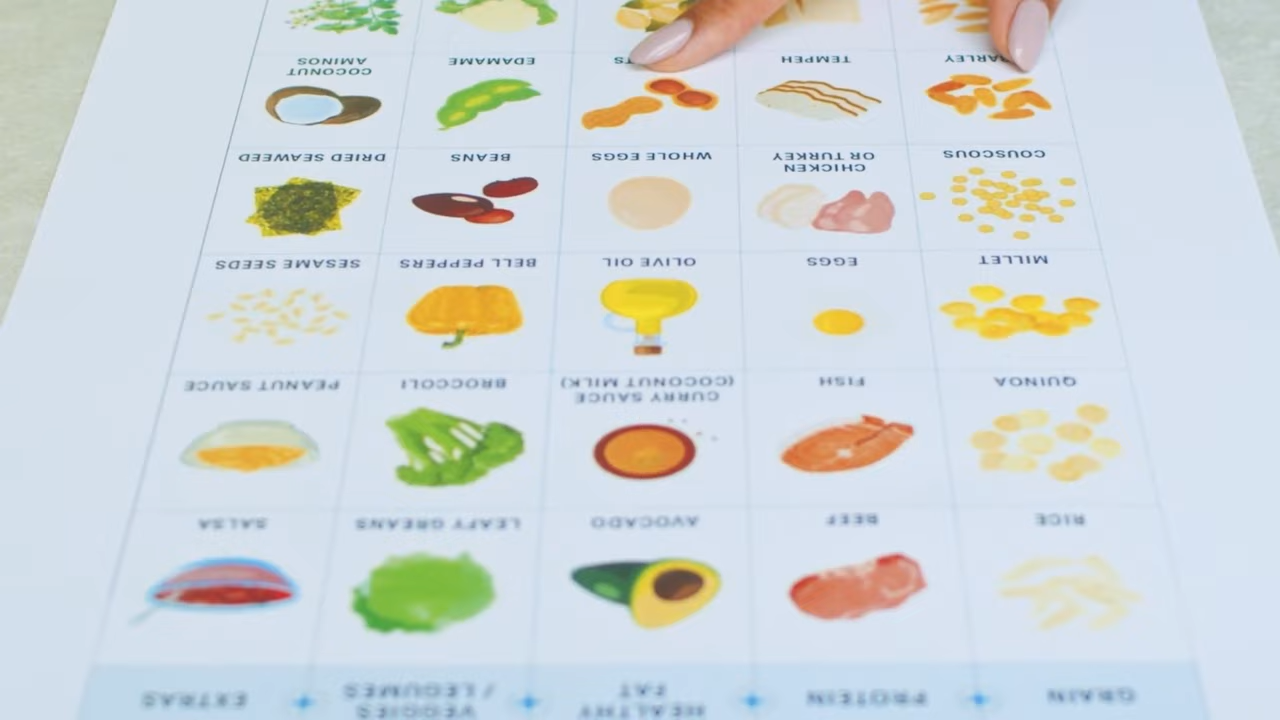 GRAIN + PROTEIN + HEALTHY FAT + VEGGIES / LEGUMES + EXTRAS
RICE
BEEF
AVOCADO
LEAFY GREANS
SALSA
QUINOA
FISH
CURRY SAUCE
(COCONUT MILK)
BROCCOLI
PEANUT SAUCE
MILLET
EGGS
OLIVE OIL
BELL PEPPERS
SESAME SEEDS
COUSCOUS
CHICKEN
OR TURKEY
WHOLE EGGS
BEANS
DRIED SEAWEED
BARLEY
TEMPEH
EDAMAME
COCONUT
AMINOS